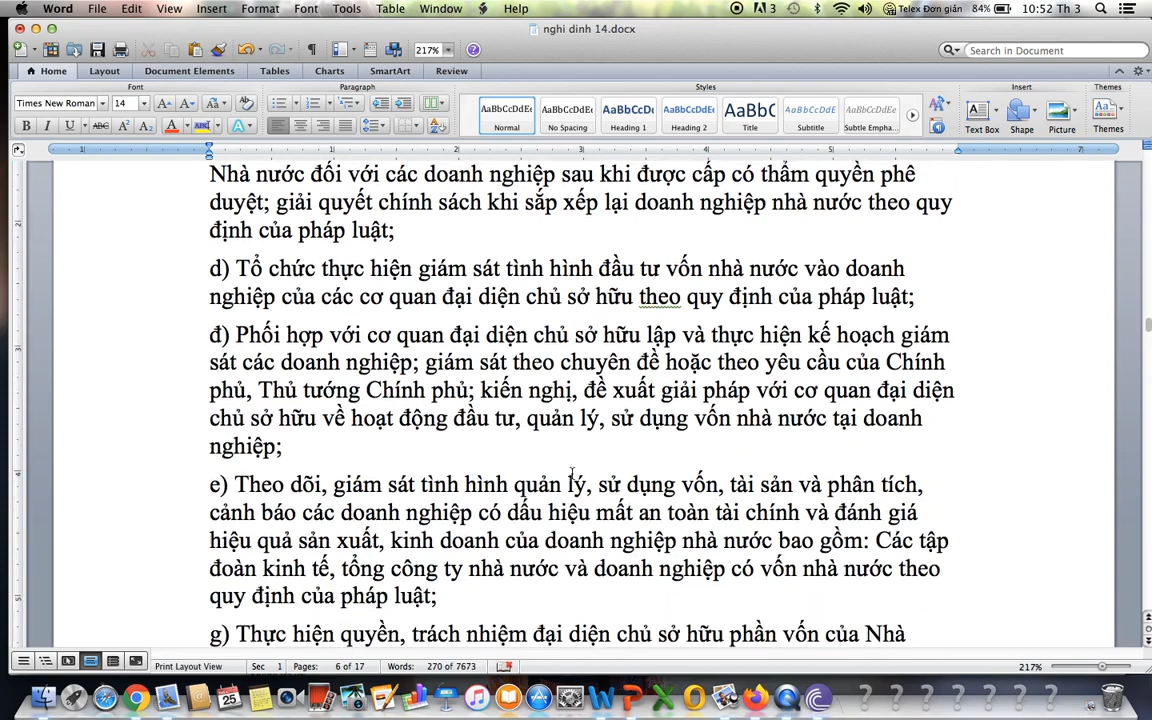 Word File Edit View Insert Format Font Tools Table Window Help 3 Telex Đơn giản 84% 10:52 Th 3
nghi dinh 14.docx
217% Search in Document
Home Layout Document Elements Tables Charts SmartArt Review
Font Paragraph Styles Insert Themes
Times New Roman 14
AaBbCcDdEe AaBbCcDdEe AaBbCcDc AaBbCcDdEe AaBbC AaBbCcDdE AaBbCcDdEe
Normal No Spacing Heading 1 Heading 2 Title Subtitle Subtle Empha... Text Box Shape Picture Themes
Nhà nước đối với các doanh nghiệp sau khi được cấp có thẩm quyền phê
duyệt; giải quyết chính sách khi sắp xếp lại doanh nghiệp nhà nước theo quy
định của pháp luật;
d) Tổ chức thực hiện giám sát tình hình đầu tư vốn nhà nước vào doanh
nghiệp của các cơ quan đại diện chủ sở hữu theo quy định của pháp luật;
đ) Phối hợp với cơ quan đại diện chủ sở hữu lập và thực hiện kế hoạch giám
sát các doanh nghiệp; giám sát theo chuyên đề hoặc theo yêu cầu của Chính
phủ, Thủ tướng Chính phủ; kiến nghị, đề xuất giải pháp với cơ quan đại diện
chủ sở hữu về hoạt động đầu tư, quản lý, sử dụng vốn nhà nước tại doanh
nghiệp;
e) Theo dõi, giám sát tình hình quản lý, sử dụng vốn, tài sản và phân tích,
cảnh báo các doanh nghiệp có dấu hiệu mất an toàn tài chính và đánh giá
hiệu quả sản xuất, kinh doanh của doanh nghiệp nhà nước bao gồm: Các tập
đoàn kinh tế, tổng công ty nhà nước và doanh nghiệp có vốn nhà nước theo
quy định của pháp luật;
g) Thực hiện quyền, trách nhiệm đại diện chủ sở hữu phần vốn của Nhà
Print Layout View Sec 1 Pages: 6 of 17 Words: 270 of 7673 217%